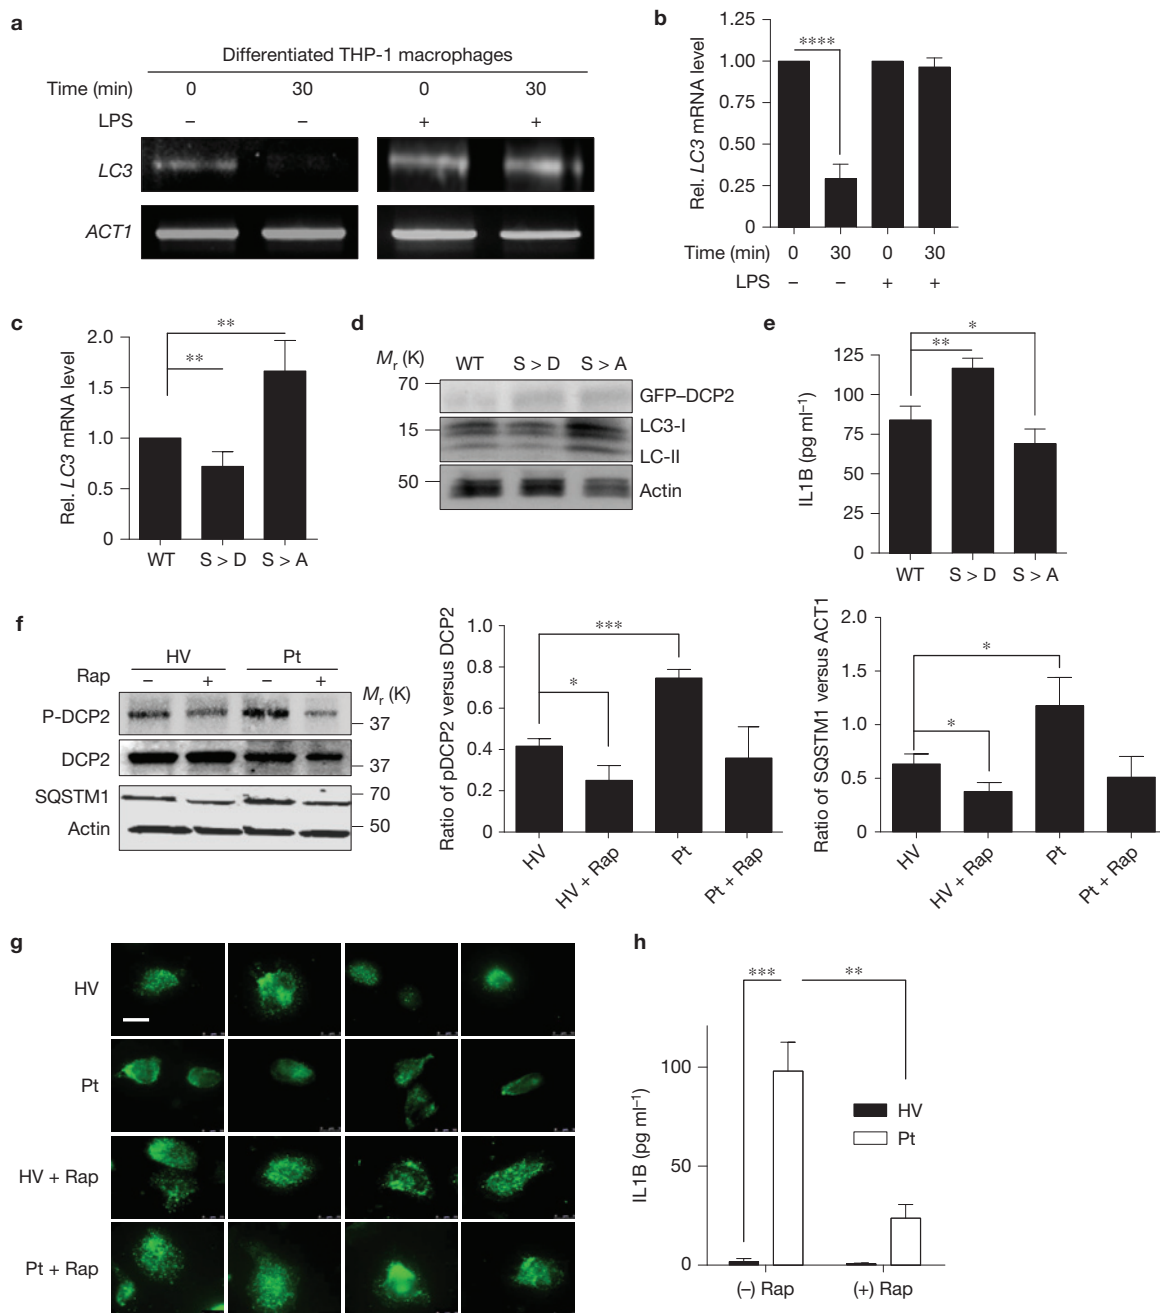 a
Differentiated THP-1 macrophages
Time (min) 0 30 0 30
LPS – – + +
LC3
ACT1
b
Rel. LC3 mRNA level
1.25
1.00
0.75
0.50
0.25
0
****
Time (min) 0 30 0 30
LPS – – + +
c
Rel. LC3 mRNA level
2.0
1.5
1.0
0.5
0
**
**
WT S > D S > A
d
Mr (K) WT S > D S > A
70
GFP–DCP2
15
LC3-I
LC-II
50
Actin
e
IL1B (pg ml−1)
125
100
75
50
25
0
*
**
WT S > D S > A
f
HV Pt
Rap – + – +
Mr (K)
P-DCP2
37
DCP2
37
SQSTM1
70
Actin
50
Ratio of pDCP2 versus DCP2
1.0
0.8
0.6
0.4
0.2
0
***
*
HV
HV + Rap
Pt
Pt + Rap
Ratio of SQSTM1 versus ACT1
2.0
1.5
1.0
0.5
0
*
*
HV
HV + Rap
Pt
Pt + Rap
g
HV
Pt
HV + Rap
Pt + Rap
h
IL1B (pg ml−1)
100
50
0
***
**
HV
Pt
(–) Rap (+) Rap